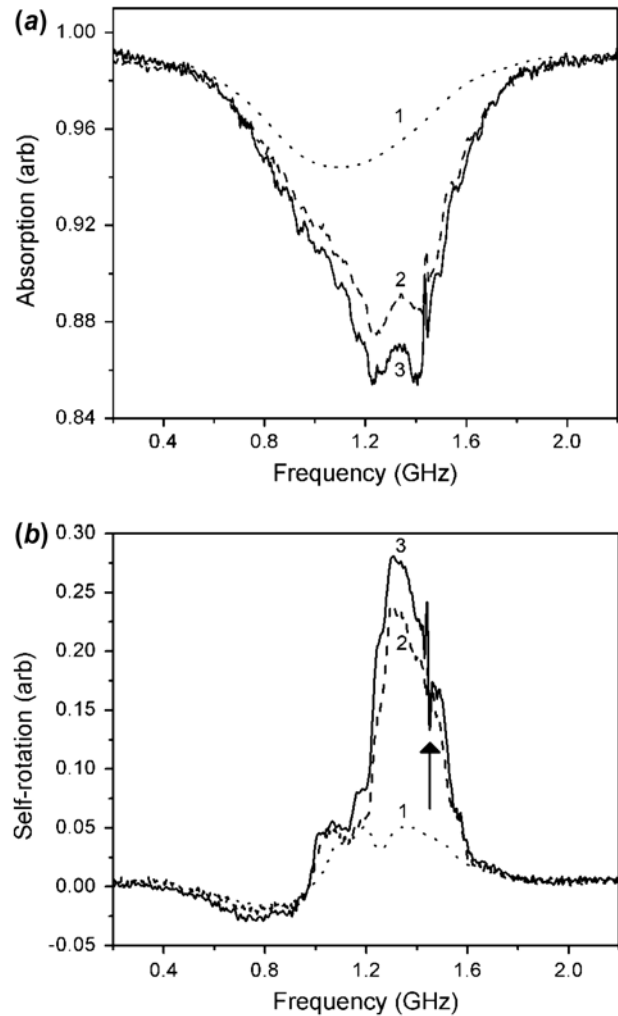 (a)
1.00
0.96
0.92
0.88
0.84
Absorption (arb)
1
2
3
0.4 0.8 1.2 1.6 2.0
Frequency (GHz)
(b)
0.30
0.25
0.20
0.15
0.10
0.05
0.00
-0.05
Self-rotation (arb)
3
2
1
0.4 0.8 1.2 1.6 2.0
Frequency (GHz)